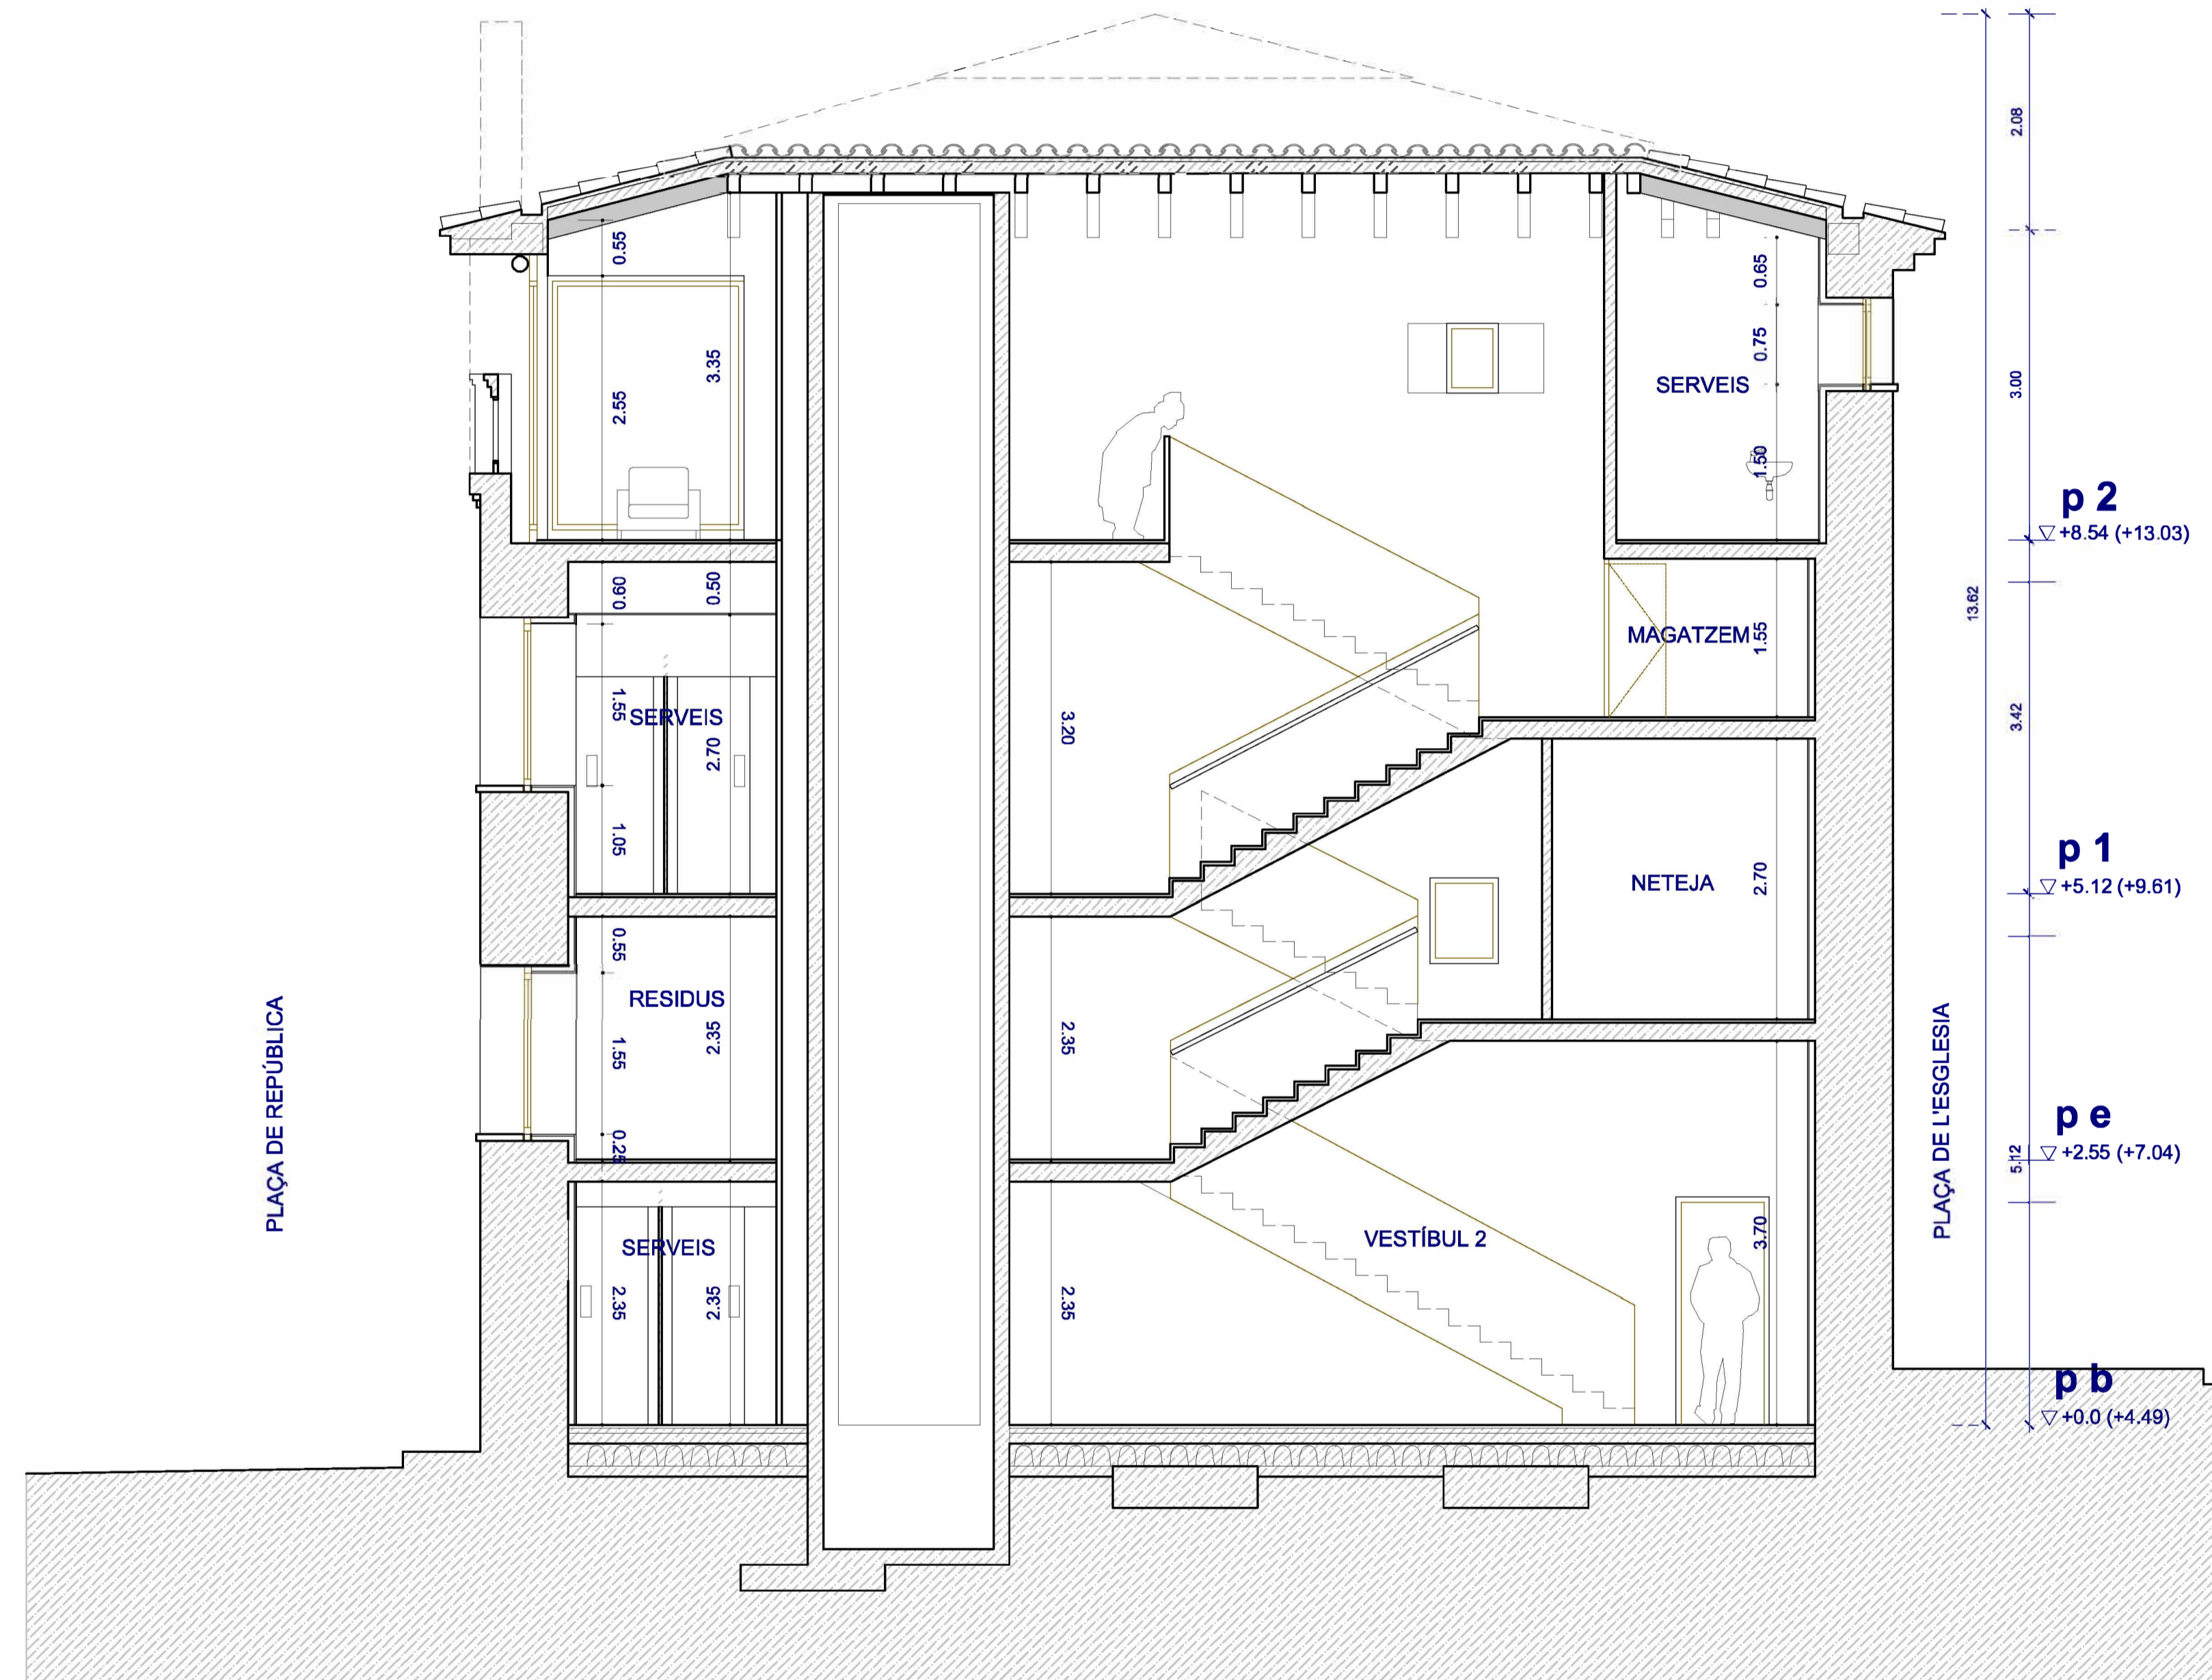 2.08
0.55
0.65
3.35
0.75
3.00
2.55
SERVEIS
1.50
p 2
+8.54 (+13.03)
0.60
0.50
13.62
MAGATZEM
1.55
1.55
SERVEIS
3.20
3.42
2.70
1.05
p 1
NETEJA
2.70
+5.12 (+9.61)
0.55
RESIDUS
2.35
1.55
2.35
PLAÇA DE REPÚBLICA
PLAÇA DE L'ESGLESIA
p e
0.25
5.12
+2.55 (+7.04)
SERVEIS
VESTÍBUL 2
3.70
2.35
2.35
2.35
p b
+0.0 (+4.49)